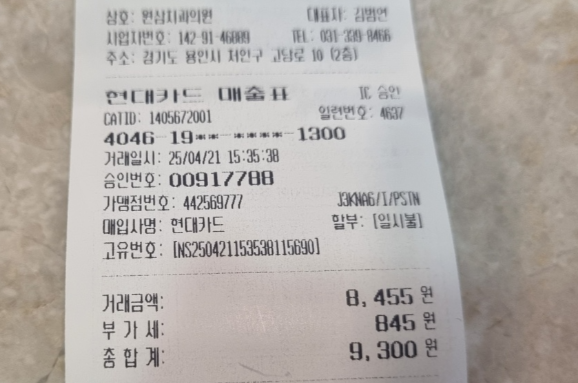 상호: 원심치과의원 대표자: 김범연
사업자번호: 142-91-46889 TEL: 031-339-8466
주소: 경기도 용인시 처인구 고림로 10 (2층)
현대카드 매출표 IC 승인
CATID: 1405672001 일련번호: 4637
4046-19**-****-1300
거래일시: 25/04/21 15:35:38
승인번호: 00917788
가맹점번호: 442569777 J3KNA6/I/PSTN
매입사명: 현대카드 할부: [일시불]
고유번호: [NS250421153538115690]
거래금액: 8,455 원
부 가 세: 845 원
총 합 계: 9,300 원